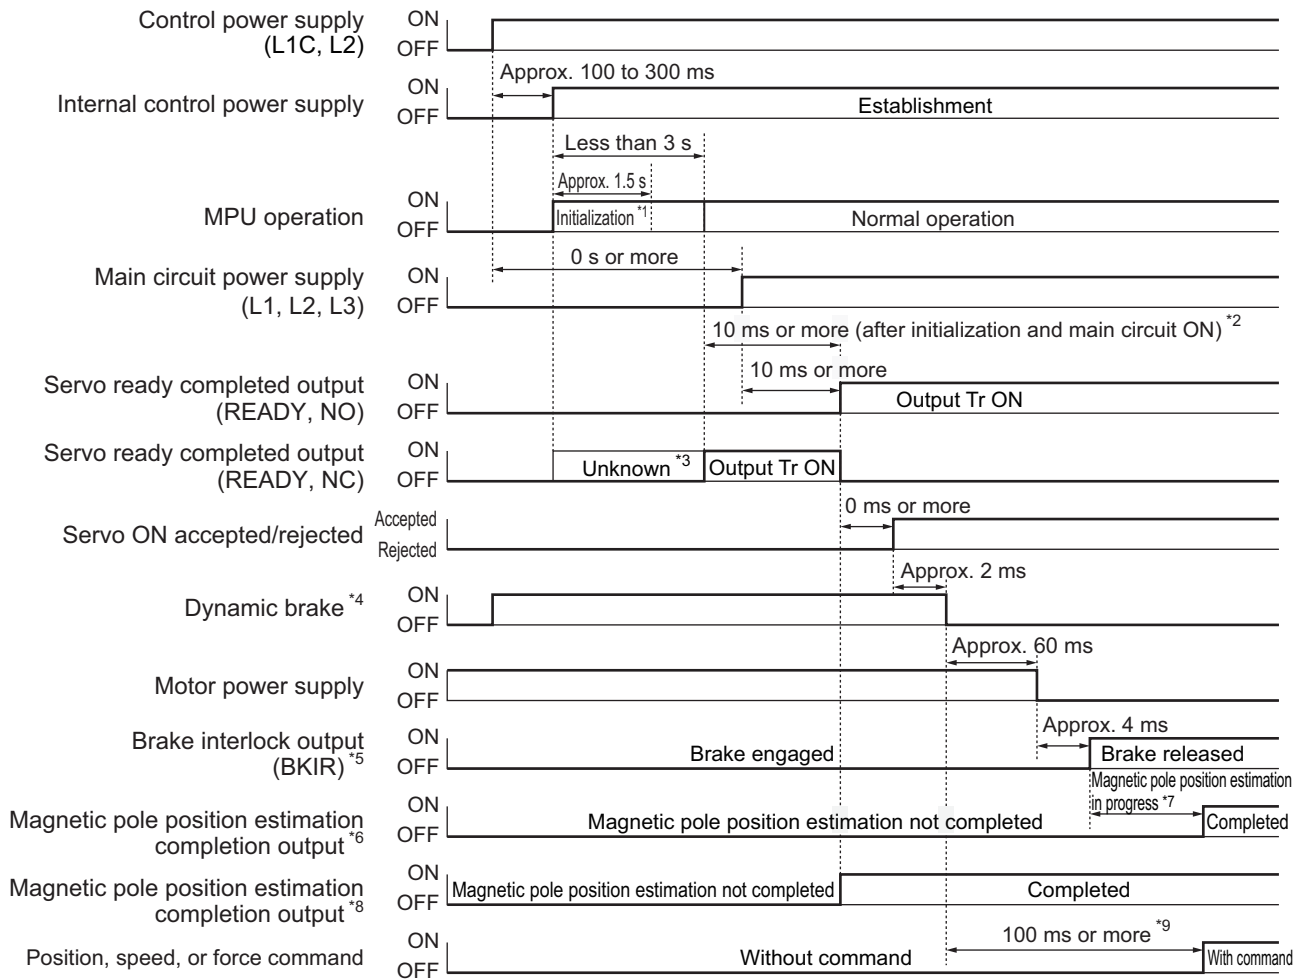 Control power supply
(L1C, L2)
ON
OFF
Approx. 100 to 300 ms
Internal control power supply
ON
OFF
Establishment
Less than 3 s
Approx. 1.5 s
MPU operation
ON
OFF
Initialization *1
Normal operation
0 s or more
Main circuit power supply
(L1, L2, L3)
ON
OFF
10 ms or more (after initialization and main circuit ON) *2
10 ms or more
Servo ready completed output
(READY, NO)
ON
OFF
Output Tr ON
Servo ready completed output
(READY, NC)
ON
OFF
Unknown *3
Output Tr ON
0 ms or more
Servo ON accepted/rejected
Accepted
Rejected
Approx. 2 ms
Dynamic brake *4
ON
OFF
Approx. 60 ms
Motor power supply
ON
OFF
Approx. 4 ms
Brake interlock output
(BKIR) *5
ON
OFF
Brake engaged
Brake released
Magnetic pole position estimation
in progress *7
Magnetic pole position estimation
completion output *6
ON
OFF
Magnetic pole position estimation not completed
Completed
Magnetic pole position estimation
completion output *8
ON
OFF
Magnetic pole position estimation not completed
Completed
100 ms or more *9
Position, speed, or force command
ON
OFF
Without command
With command